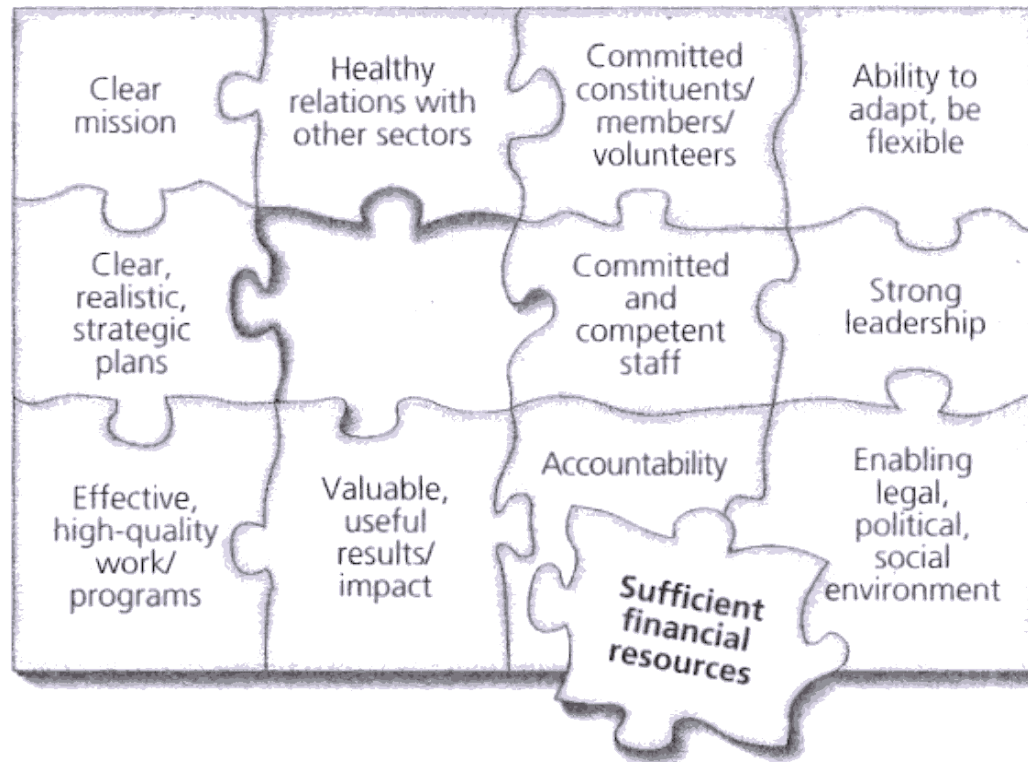 Clear
mission
Healthy
relations with
other sectors
Committed
constituents/
members/
volunteers
Ability to
adapt, be
flexible
Clear,
realistic,
strategic
plans
Committed
and
competent
staff
Strong
leadership
Effective,
high-quality
work/
programs
Valuable,
useful
results/
impact
Accountability
Enabling
legal,
political,
social
environment
Sufficient
financial
resources